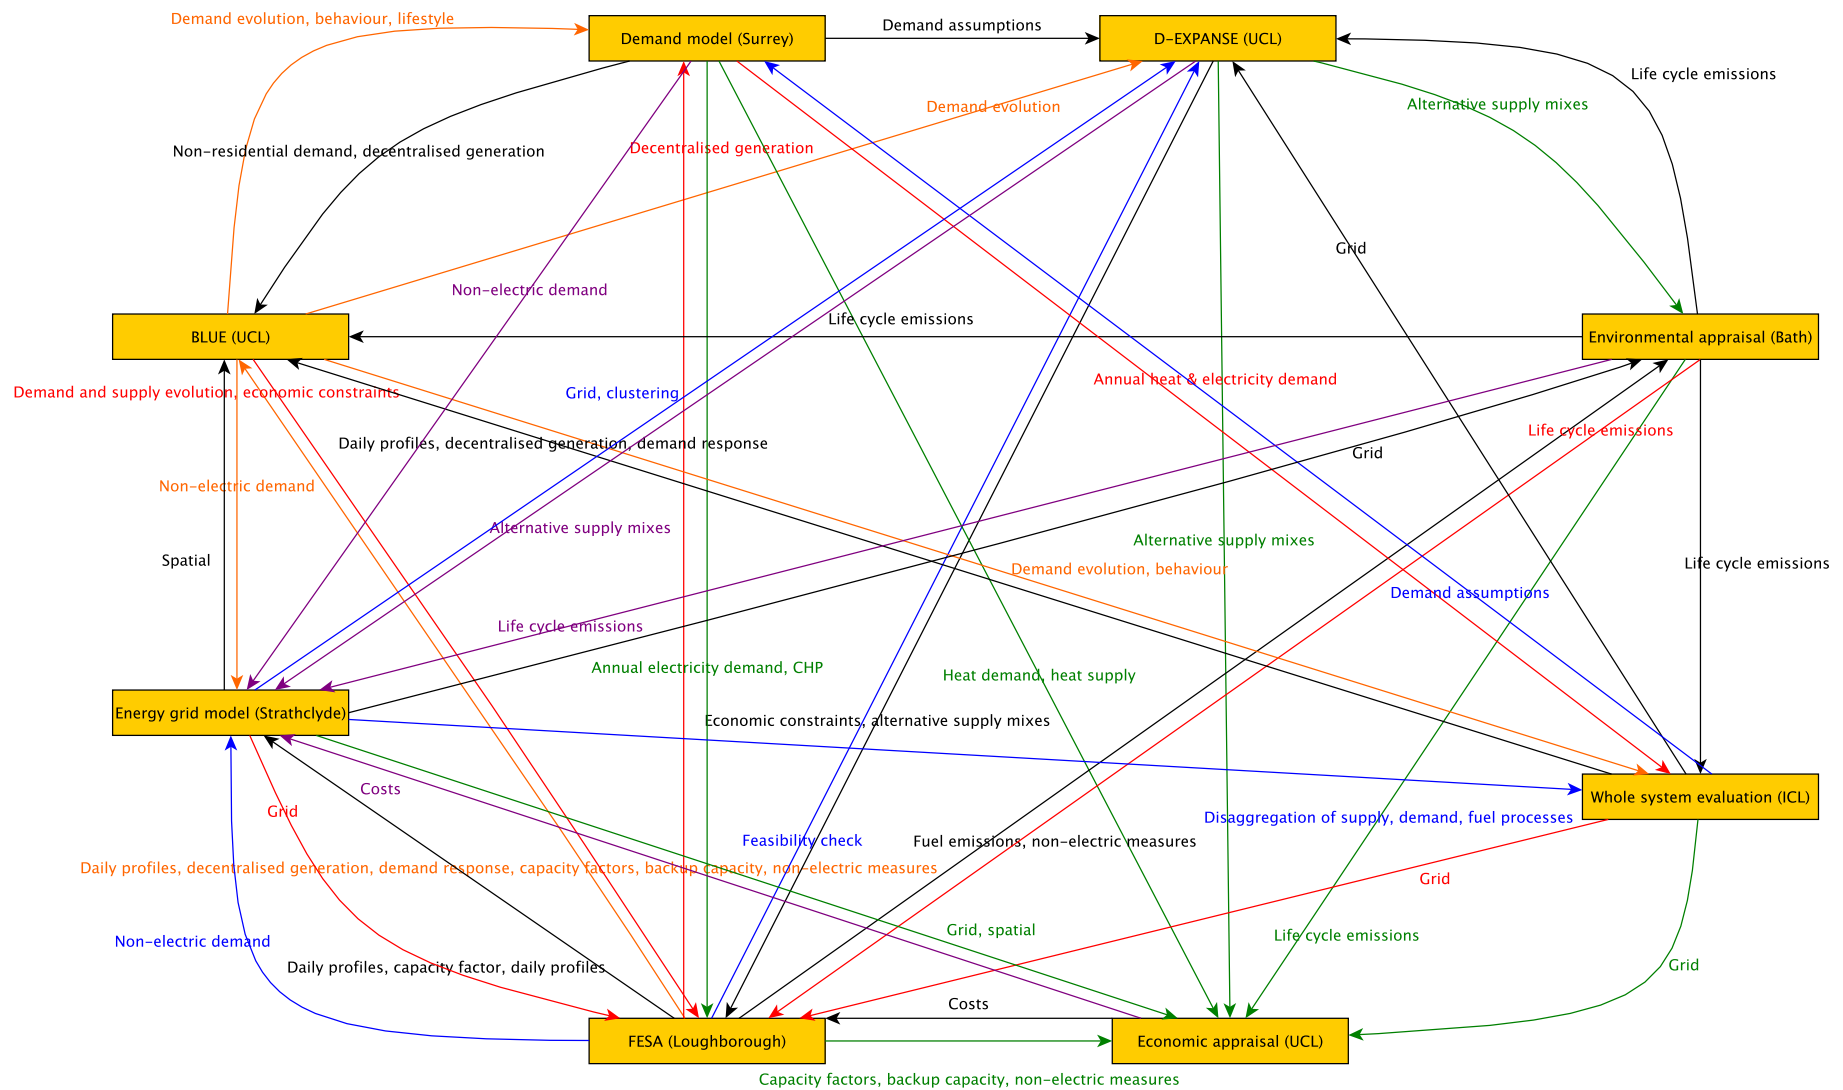 Demand evolution, behaviour, lifestyle
Demand model (Surrey)
Demand assumptions
D-EXPANSE (UCL)
Life cycle emissions
Alternative supply mixes
Demand evolution
Non-residential demand, decentralised generation
Decentralised generation
Grid
Non-electric demand
Life cycle emissions
BLUE (UCL)
Environmental appraisal (Bath)
Annual heat & electricity demand
Demand and supply evolution, economic constraints
Grid, clustering
Life cycle emissions
Daily profiles, decentralised generation, demand response
Grid
Non-electric demand
Alternative supply mixes
Alternative supply mixes
Spatial
Life cycle emissions
Demand evolution, behaviour
Demand assumptions
Life cycle emissions
Annual electricity demand, CHP
Heat demand, heat supply
Energy grid model (Strathclyde)
Economic constraints, alternative supply mixes
Costs
Whole system evaluation (ICL)
Grid
Disaggregation of supply, demand, fuel processes
Feasibility check
Fuel emissions, non-electric measures
Daily profiles, decentralised generation, demand response, capacity factors, backup capacity, non-electric measures
Grid
Grid, spatial
Life cycle emissions
Non-electric demand
Grid
Daily profiles, capacity factor, daily profiles
Costs
FESA (Loughborough)
Economic appraisal (UCL)
Capacity factors, backup capacity, non-electric measures